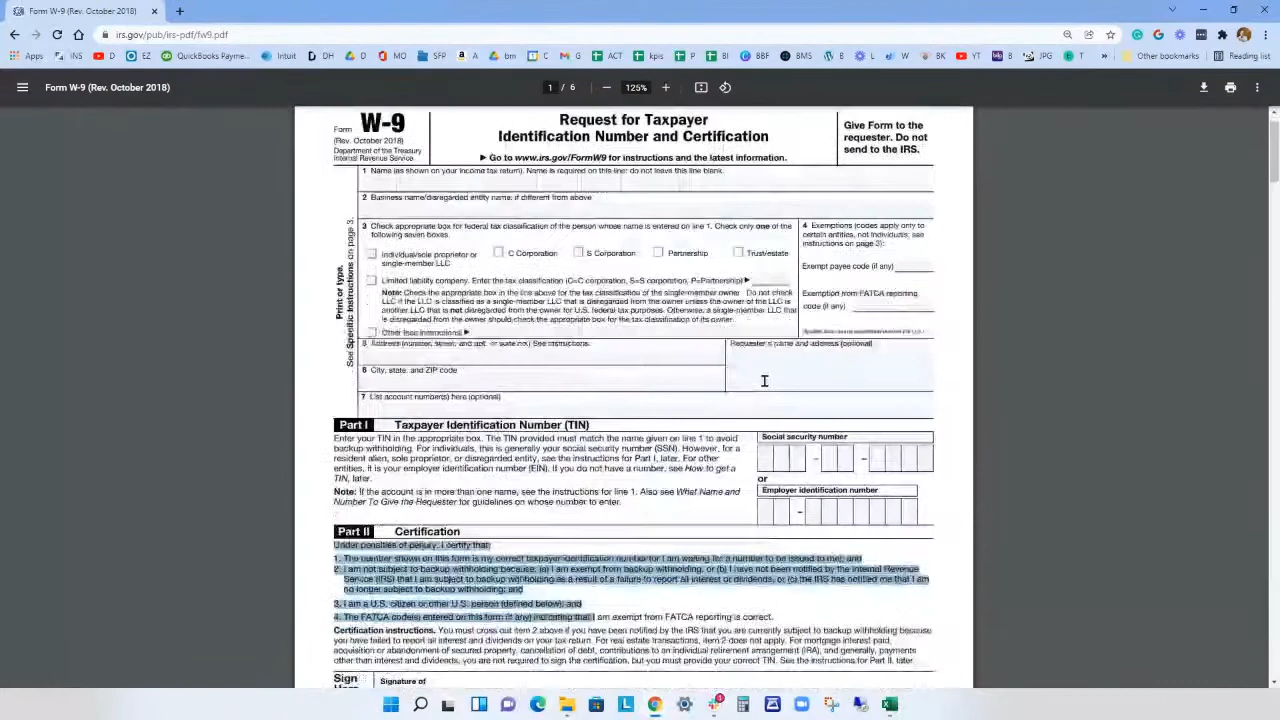 Form W-9 (Rev. October 2018)
irs.gov/pub/irs-pdf/fw9.pdf
Apps INS D EZ QuickBooks Remin... Intuit DH D MO SFP A bm C G ACT kpis P BI BBF BMS B JPG C W BK YT B Other bookmarks Reading list
Form W-9 (Rev. October 2018) 1 / 6 125%
Form W-9
(Rev. October 2018)
Department of the Treasury
Internal Revenue Service
Request for Taxpayer
Identification Number and Certification
▶ Go to www.irs.gov/FormW9 for instructions and the latest information.
Give Form to the
requester. Do not
send to the IRS.
Print or type.
See Specific Instructions on page 3.
1 Name (as shown on your income tax return). Name is required on this line; do not leave this line blank.
2 Business name/disregarded entity name, if different from above
3 Check appropriate box for federal tax classification of the person whose name is entered on line 1. Check only one of the
following seven boxes.
Individual/sole proprietor or
single-member LLC
C Corporation
S Corporation
Partnership
Trust/estate
Limited liability company. Enter the tax classification (C=C corporation, S=S corporation, P=Partnership) ▶
Note: Check the appropriate box in the line above for the tax classification of the single-member owner. Do not check
LLC if the LLC is classified as a single-member LLC that is disregarded from the owner unless the owner of the LLC is
another LLC that is not disregarded from the owner for U.S. federal tax purposes. Otherwise, a single-member LLC that
is disregarded from the owner should check the appropriate box for the tax classification of its owner.
Other (see instructions) ▶
4 Exemptions (codes apply only to
certain entities, not individuals; see
instructions on page 3):
Exempt payee code (if any)
Exemption from FATCA reporting
code (if any)
5 Address (number, street, and apt. or suite no.) See instructions.
Requester's name and address (optional)
6 City, state, and ZIP code
7 List account number(s) here (optional)
Part I Taxpayer Identification Number (TIN)
Enter your TIN in the appropriate box. The TIN provided must match the name given on line 1 to avoid
backup withholding. For individuals, this is generally your social security number (SSN). However, for a
resident alien, sole proprietor, or disregarded entity, see the instructions for Part I, later. For other
entities, it is your employer identification number (EIN). If you do not have a number, see How to get a
TIN, later.
Note: If the account is in more than one name, see the instructions for line 1. Also see What Name and
Number To Give the Requester for guidelines on whose number to enter.
Social security number
– –
or
Employer identification number
–
Part II Certification
Under penalties of perjury, I certify that:
1. The number shown on this form is my correct taxpayer identification number (or I am waiting for a number to be issued to me); and
2. I am not subject to backup withholding because: (a) I am exempt from backup withholding, or (b) I have not been notified by the Internal Revenue
Service (IRS) that I am subject to backup withholding as a result of a failure to report all interest or dividends, or (c) the IRS has notified me that I am
no longer subject to backup withholding; and
3. I am a U.S. citizen or other U.S. person (defined below); and
4. The FATCA code(s) entered on this form (if any) indicating that I am exempt from FATCA reporting is correct.
Certification instructions. You must cross out item 2 above if you have been notified by the IRS that you are currently subject to backup withholding because
you have failed to report all interest and dividends on your tax return. For real estate transactions, item 2 does not apply. For mortgage interest paid,
acquisition or abandonment of secured property, cancellation of debt, contributions to an individual retirement arrangement (IRA), and generally, payments
other than interest and dividends, you are not required to sign the certification, but you must provide your correct TIN. See the instructions for Part II, later.
Sign
Signature of